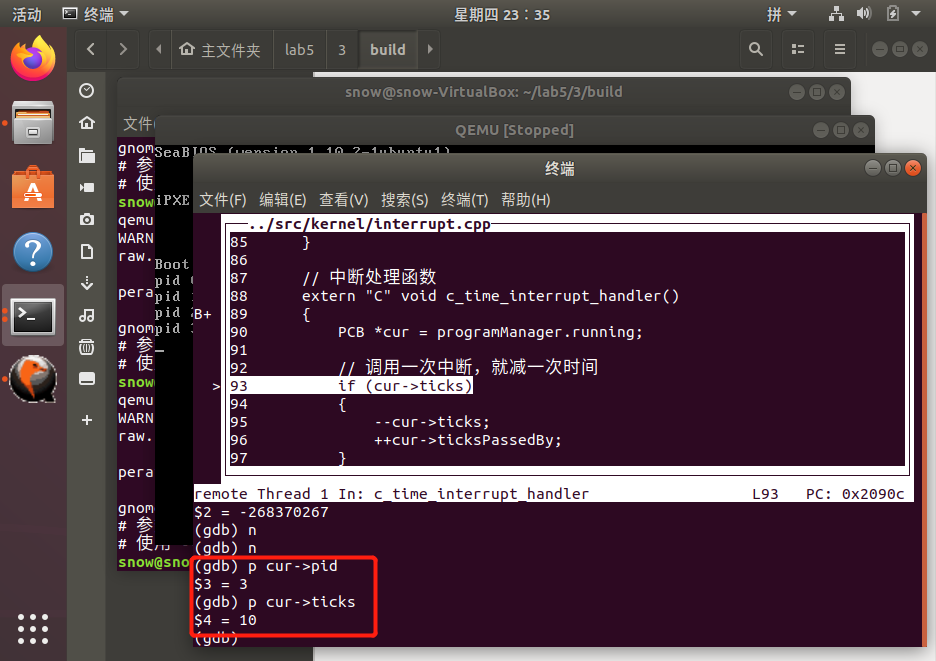 活动 终端 星期四 23：35 拼
主文件夹 lab5 3 build
snow@snow-VirtualBox: ~/lab5/3/build
文件(
QEMU [Stopped]
SeaBIOS (version 1.10.2-1ubuntu1)
iPXE
Boot
pid
pid
pid
pid
gnom
# 参
# 使
snow
qemu
WARN
raw.
pera
gnom
# 参
# 使
snow
qemu
WARN
raw.
pera
gnom
# 参
# 使用
snow@sno
终端
文件(F) 编辑(E) 查看(V) 搜索(S) 终端(T) 帮助(H)
../src/kernel/interrupt.cpp
85 }
86
87 // 中断处理函数
88 extern "C" void c_time_interrupt_handler()
B+ 89 {
90 PCB *cur = programManager.running;
91
92 // 调用一次中断，就减一次时间
> 93 if (cur->ticks)
94 {
95 --cur->ticks;
96 ++cur->ticksPassedBy;
97 }
remote Thread 1 In: c_time_interrupt_handler L93 PC: 0x2090c
$2 = -268370267
(gdb) n
(gdb) n
(gdb) p cur->pid
$3 = 3
(gdb) p cur->ticks
$4 = 10
(gdb)